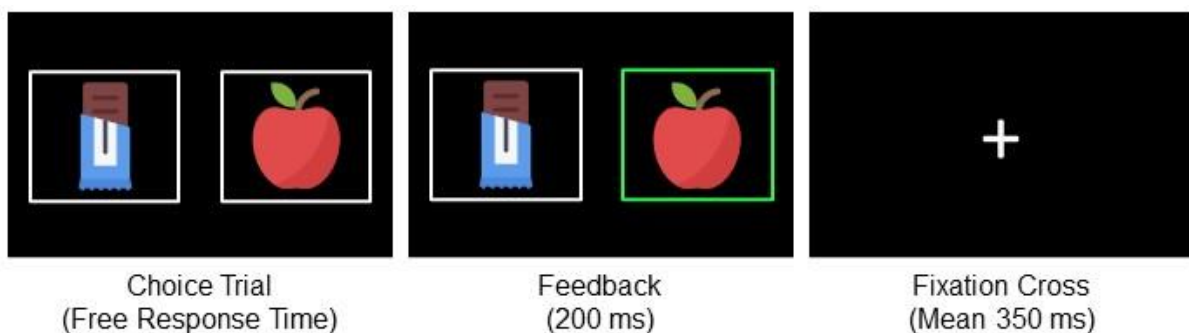 Choice Trial
(Free Response Time)
Feedback
(200 ms)
Fixation Cross
(Mean 350 ms)